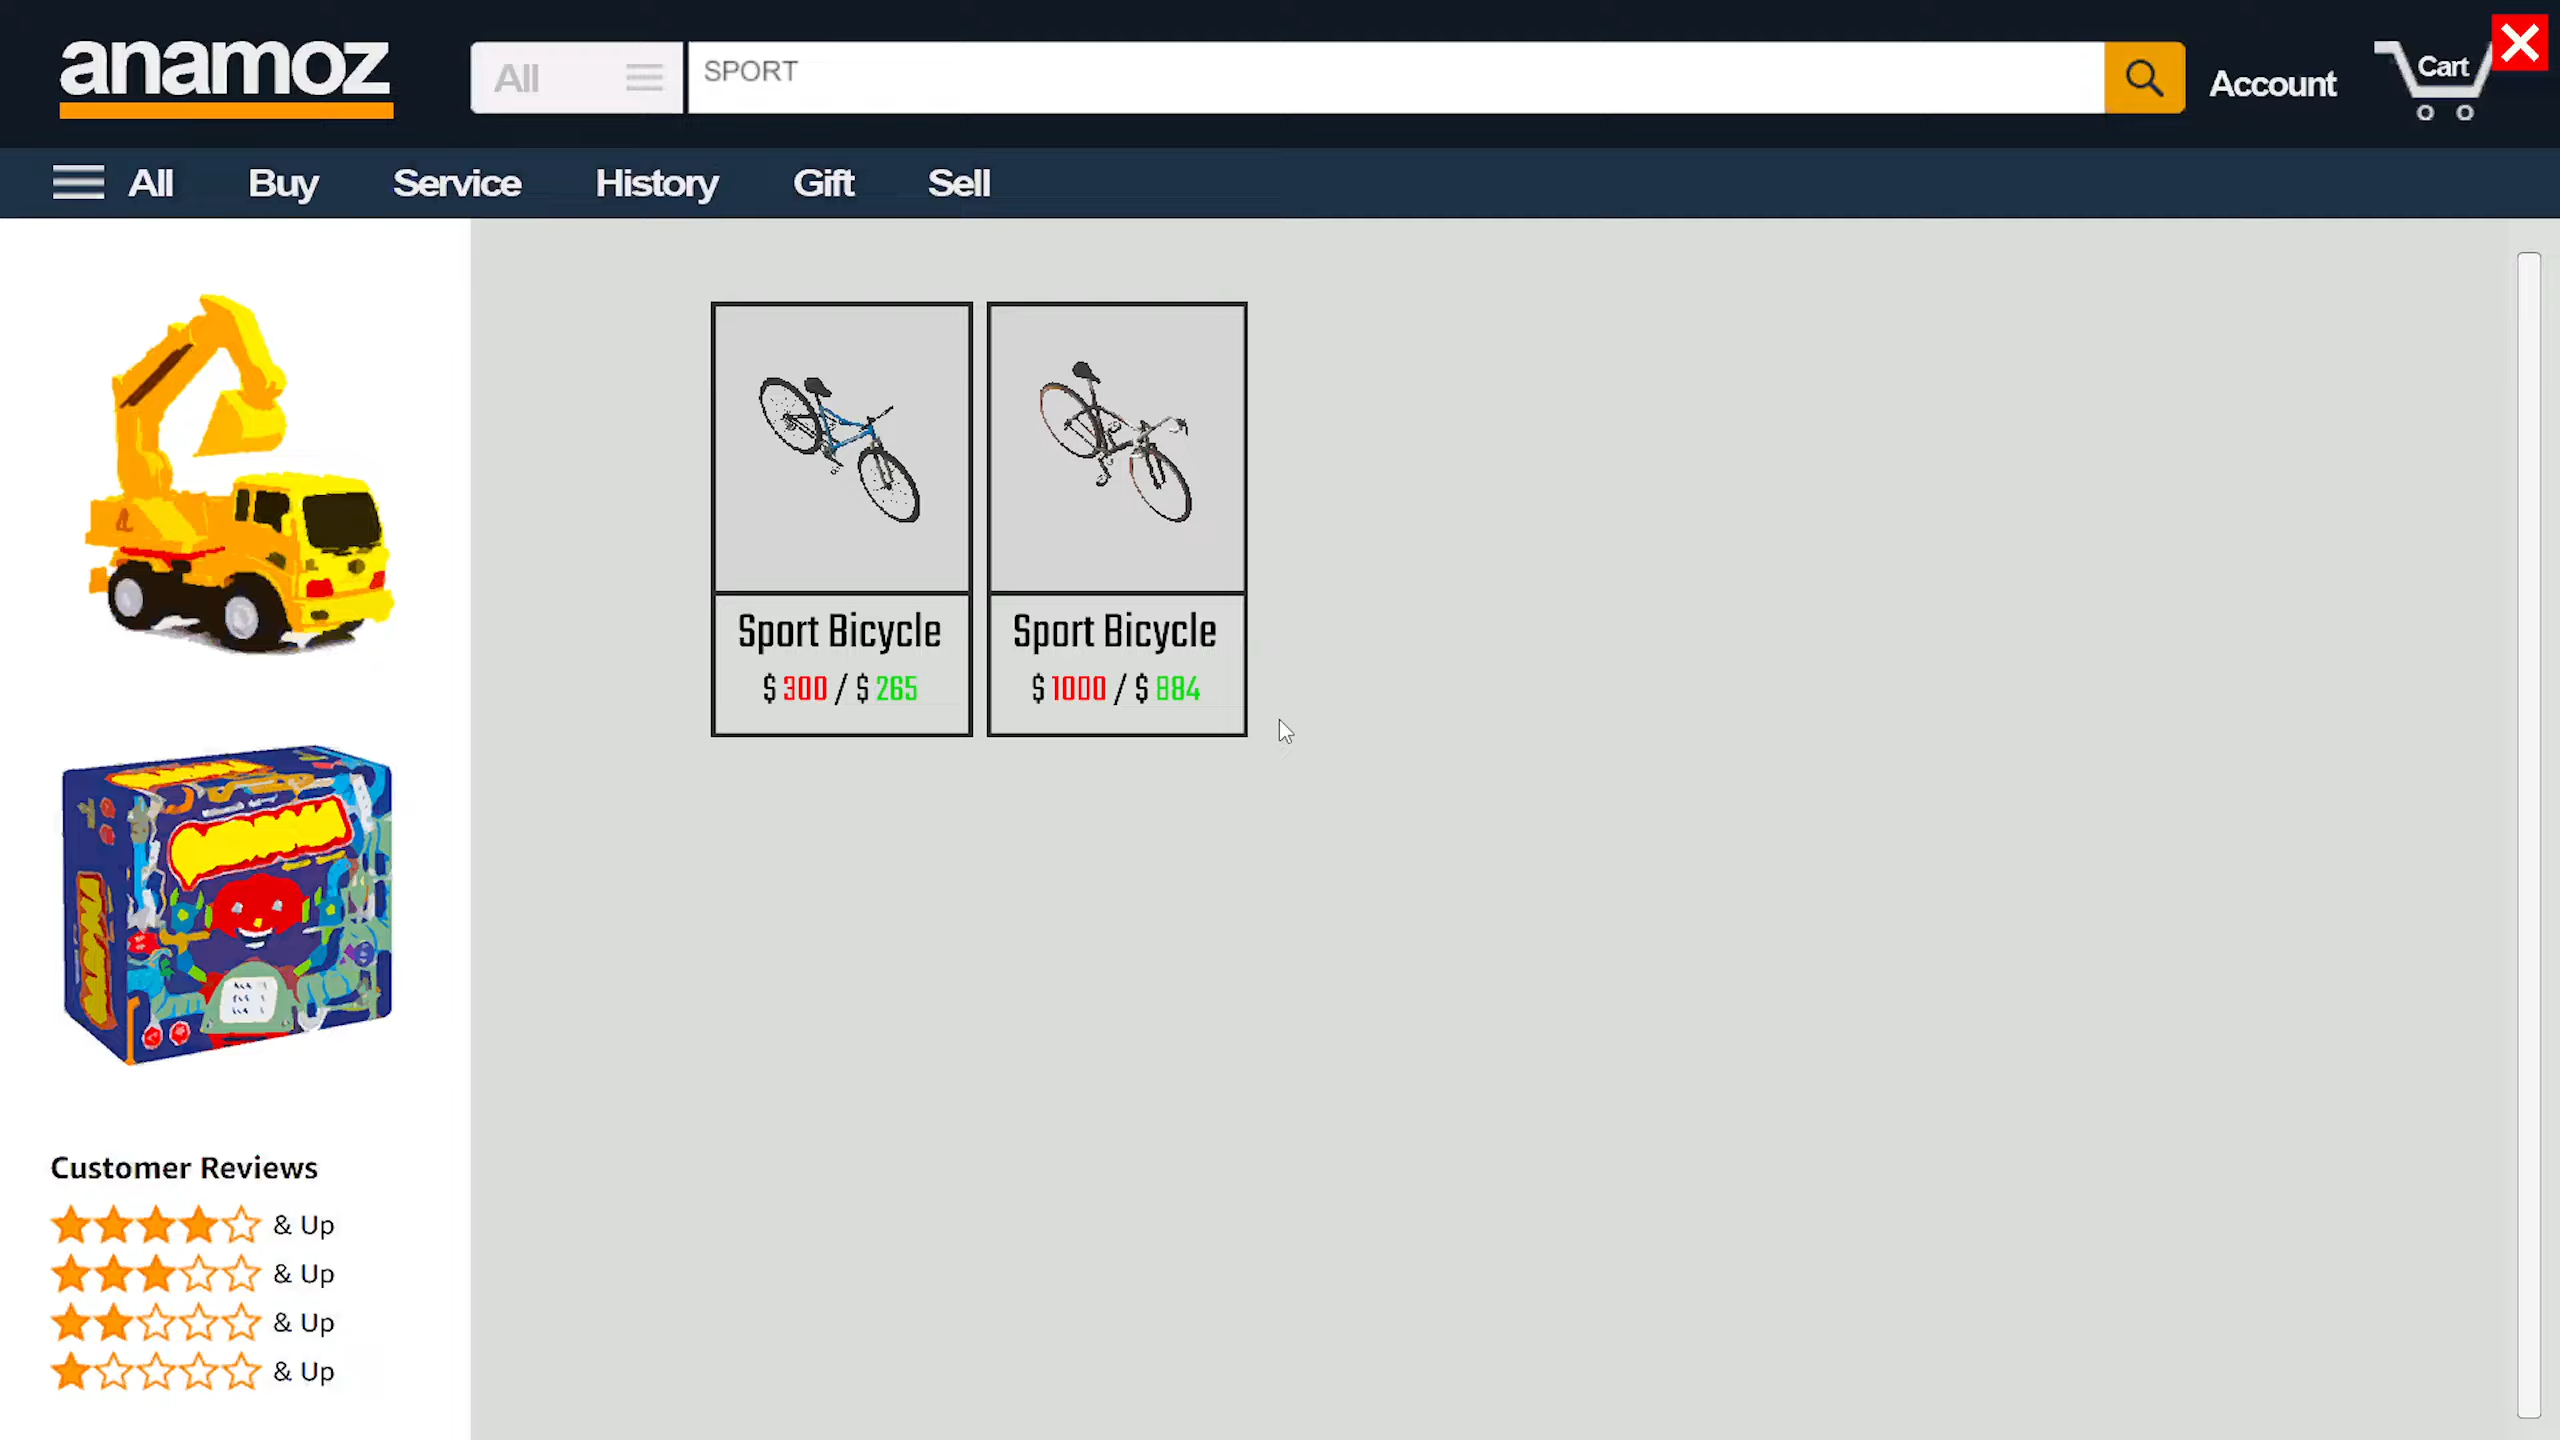 anamoz
All
SPORT
Account
Cart
All
Buy
Service
History
Gift
Sell
Sport Bicycle
$ 300 / $ 265
Sport Bicycle
$ 1000 / $ 884
Customer Reviews
& Up
& Up
& Up
& Up